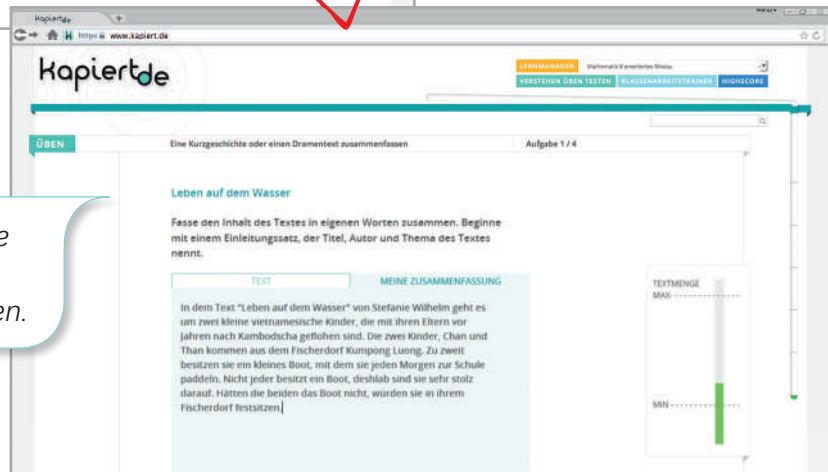 Kapiert.de
https www.kapiert.de
Kapiert.de
LERNMANAGER
VERSTEHEN ÜBEN TESTEN KLASSENARBEITSTRAINER HIGHSCORE
ÜBEN Eine Kurzgeschichte oder einen Dramentext zusammenfassen Aufgabe 1 / 4
Leben auf dem Wasser
Fasse den Inhalt des Textes in eigenen Worten zusammen. Beginne
mit einem Einleitungssatz, der Titel, Autor und Thema des Textes
nennt.
en.
TEXT MEINE ZUSAMMENFASSUNG
In dem Text "Leben auf dem Wasser" von Stefanie Wilhelm geht es
um zwei kleine vietnamesische Kinder, die mit ihren Eltern vor
Jahren nach Kambodscha geflohen sind. Die zwei Kinder, Chan und
Than kommen aus dem Fischerdorf Kumpong Luong. Zu zweit
besitzen sie ein kleines Boot, mit dem sie jeden Morgen zur Schule
paddeln. Nicht jeder besitzt ein Boot, deshlab sind sie sehr stolz
darauf. Hätten die beiden das Boot nicht, würden sie in ihrem
Fischerdorf festsitzen.
TEXTMENGE
MAX
MIN